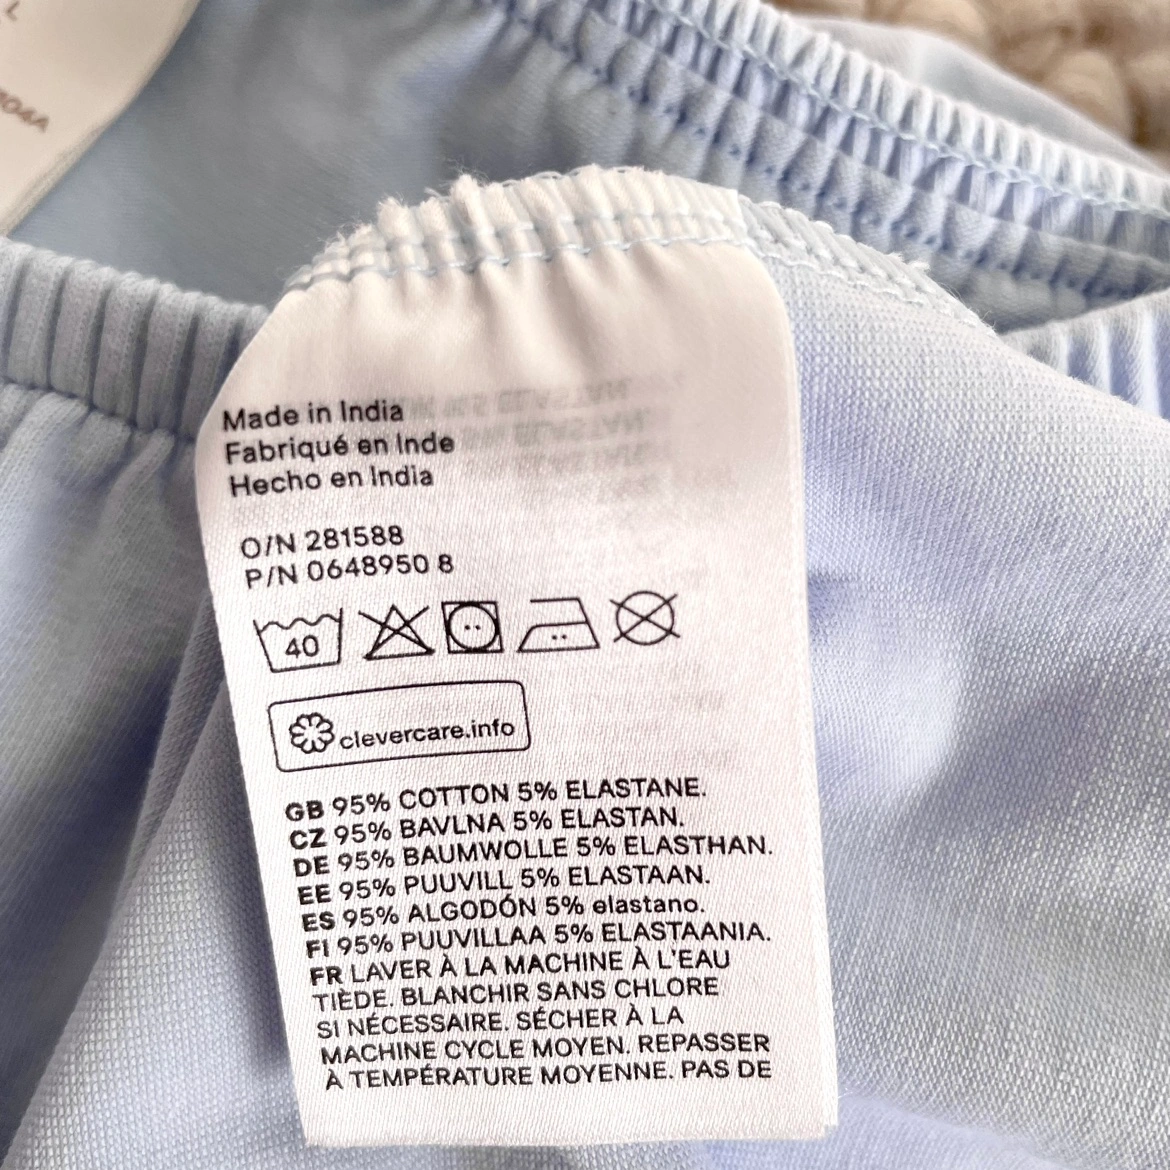 L
804A
Made in India
Fabriqué en Inde
Hecho en India
O/N 281588
P/N 0648950 8
40
clevercare.info
GB 95% COTTON 5% ELASTANE.
CZ 95% BAVLNA 5% ELASTAN.
DE 95% BAUMWOLLE 5% ELASTHAN.
EE 95% PUUVILL 5% ELASTAAN.
ES 95% ALGODÓN 5% elastano.
FI 95% PUUVILLAA 5% ELASTAANIA.
FR LAVER À LA MACHINE À L'EAU
TIÈDE. BLANCHIR SANS CHLORE
SI NÉCESSAIRE. SÉCHER À LA
MACHINE CYCLE MOYEN. REPASSER
À TEMPÉRATURE MOYENNE. PAS DE